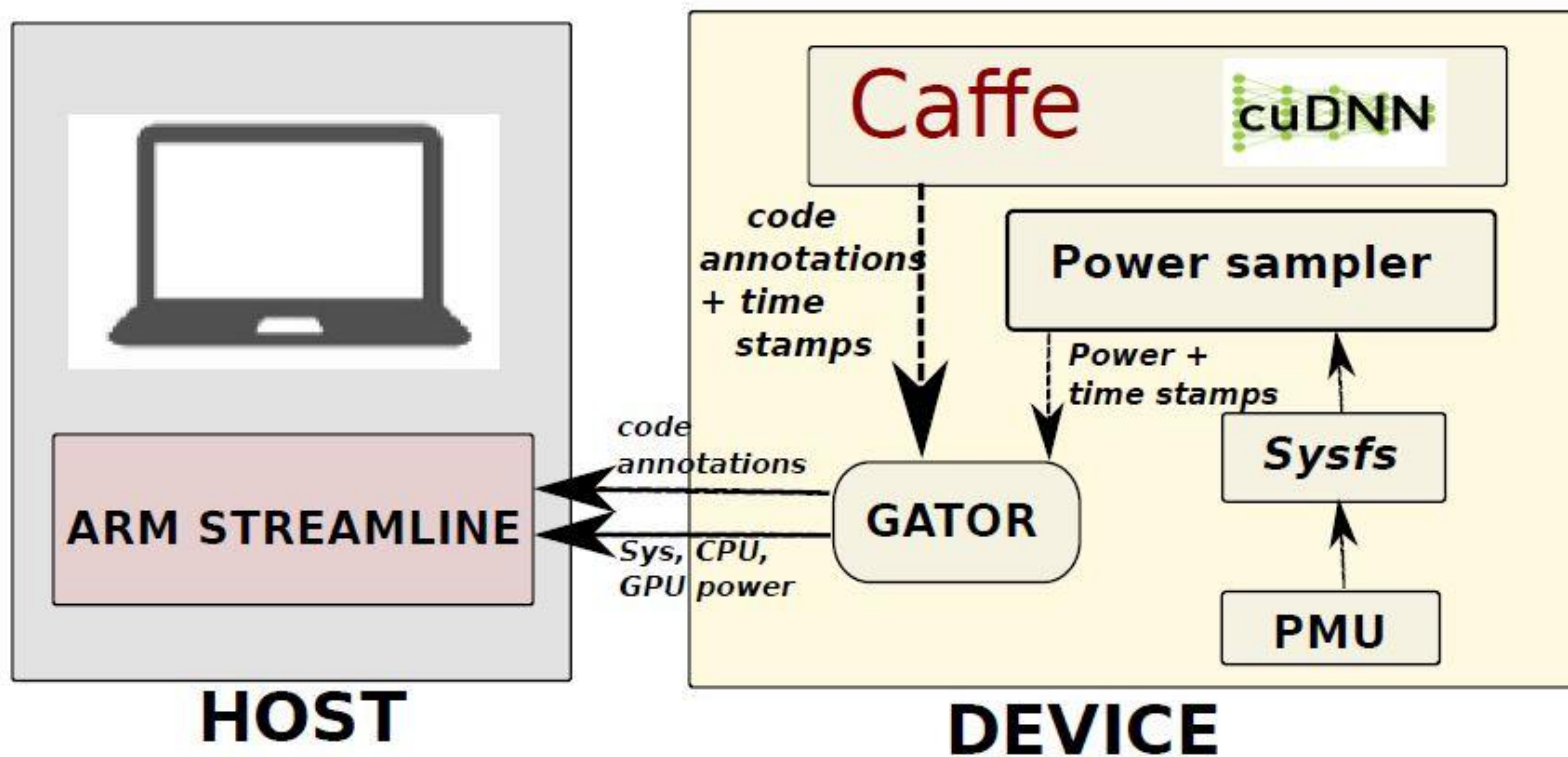 Caffe
cuDNN
code
annotations
+ time
stamps
Power sampler
Power +
time stamps
Sysfs
PMU
GATOR
code
annotations
Sys, CPU,
GPU power
ARM STREAMLINE
HOST
DEVICE